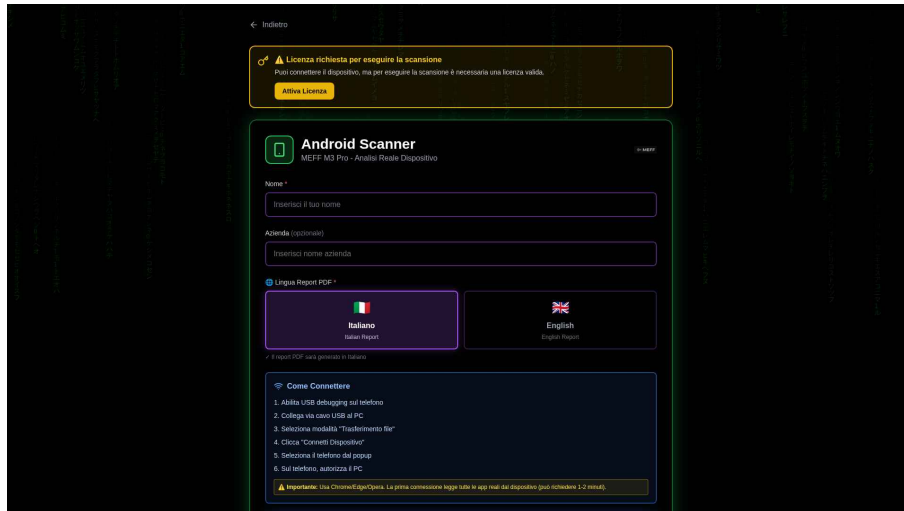 ← Indietro
⚠ Licenza richiesta per eseguire la scansione
Puoi connettere il dispositivo, ma per eseguire la scansione è necessaria una licenza valida.
Attiva Licenza
Android Scanner
MEFF M3 Pro - Analisi Reale Dispositivo
MEFF
Nome *
Inserisci il tuo nome
Azienda (opzionale)
Inserisci nome azienda
Lingua Report PDF *
Italiano
English
Italian Report
English Report
✓ Il report PDF sarà generato in Italiano
Come Connettere
1. Abilita USB debugging sul telefono
2. Collega via cavo USB al PC
3. Seleziona modalità "Trasferimento file"
4. Clicca "Connetti Dispositivo"
5. Seleziona il telefono dal popup
6. Sul telefono, autorizza il PC
⚠ Importante: Usa Chrome/Edge/Opera. La prima connessione legge tutte le app reali dal dispositivo (può richiedere 1-2 minuti).